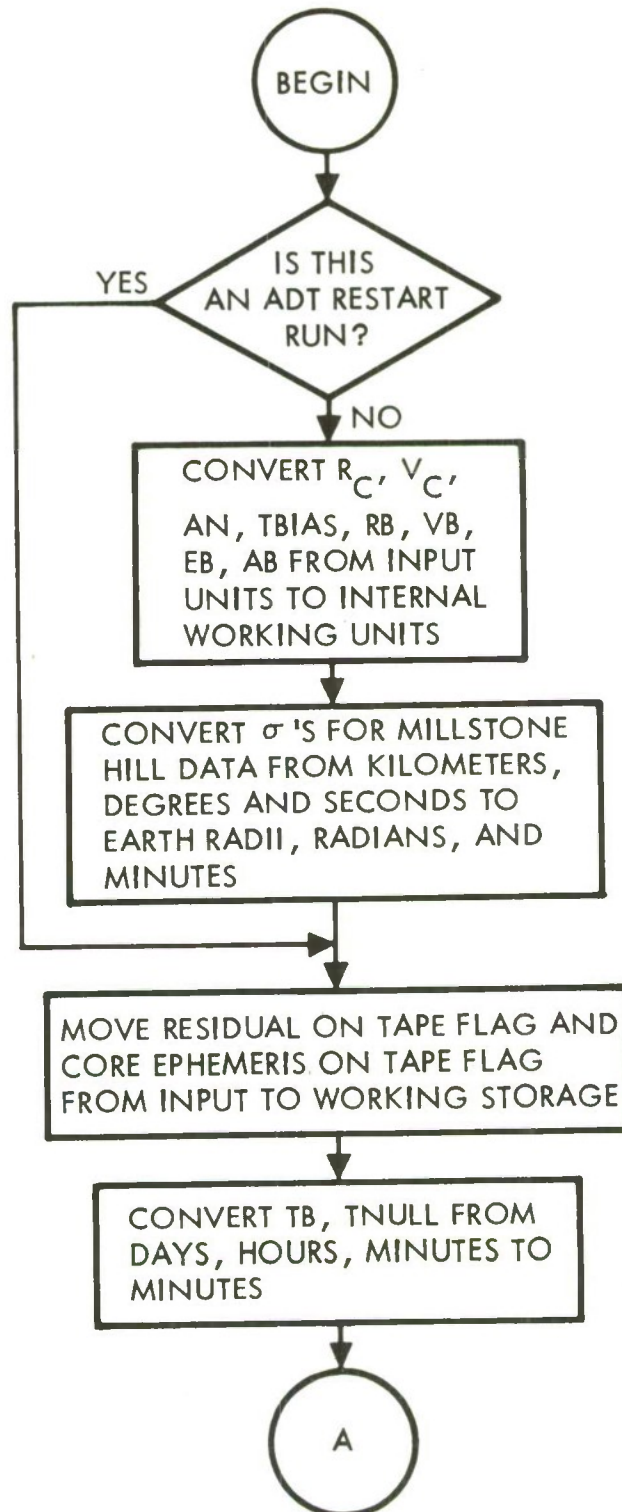 BEGIN
IS THIS
AN ADT RESTART
RUN?
YES
NO
CONVERT R_C, V_C,
AN, TBIAS, RB, VB,
EB, AB FROM INPUT
UNITS TO INTERNAL
WORKING UNITS
CONVERT σ'S FOR MILLSTONE
HILL DATA FROM KILOMETERS,
DEGREES AND SECONDS TO
EARTH RADII, RADIANS, AND
MINUTES
MOVE RESIDUAL ON TAPE FLAG AND
CORE EPHEMERIS ON TAPE FLAG
FROM INPUT TO WORKING STORAGE
CONVERT TB, TNULL FROM
DAYS, HOURS, MINUTES TO
MINUTES
A